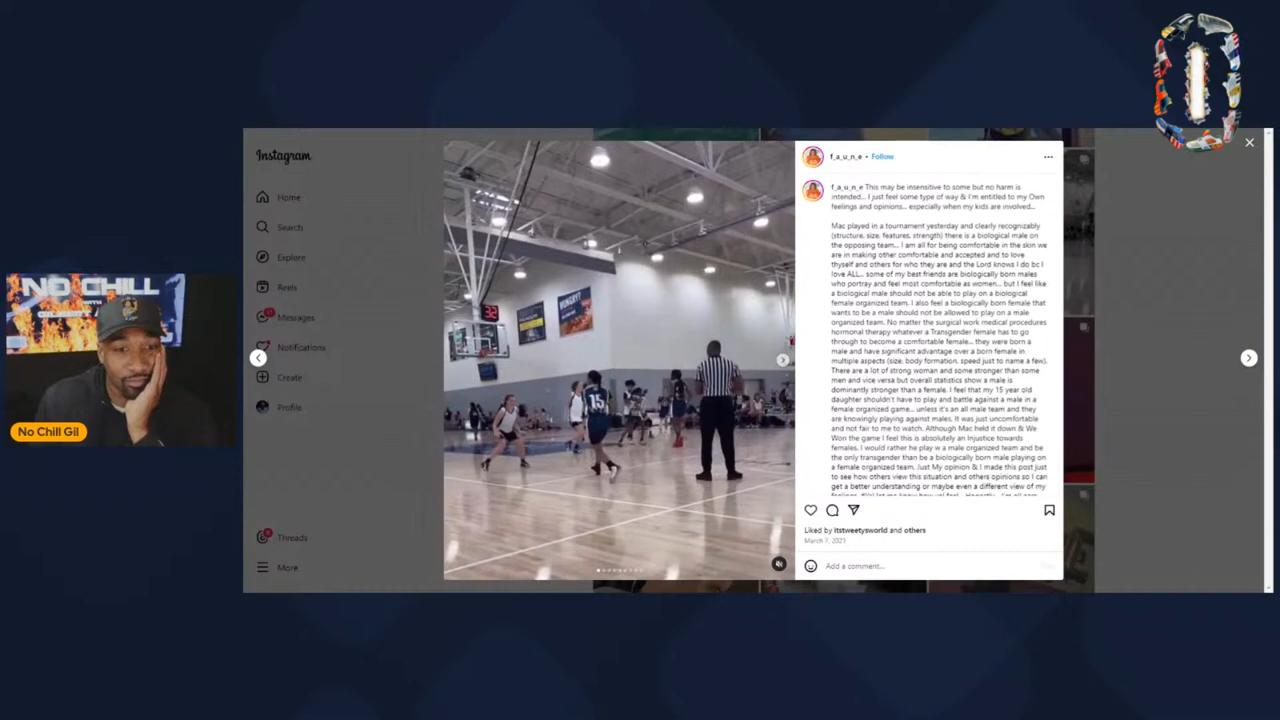 Instagram
Home
Search
Explore
Reels
Messages
Notifications
Create
Profile
Threads
More
NO CHILL
WITH
No Chill Gil
32
HUNGRY?
15
f_a_u_n_e • Follow
f_a_u_n_e This may be insensitive to some but no harm is
intended... I just feel some type of way & I'm entitled to my Own
feelings and opinions... especially when my kids are involved...
Mac played in a tournament yesterday and clearly recognizably
(structure, size, features, strength) there is a biological male on
the opposing team... I am all for being comfortable in the skin we
are in making other comfortable and accepted and to love
thyself and others for who they are and the Lord knows I do bc I
love ALL... some of my best friends are biologically born males
who portray and feel most comfortable as women... but I feel like
a biological male should not be able to play on a biological
female organized team. I also feel a biologically born female that
wants to be a male should not be allowed to play on a male
organized team. No matter the surgical work medical procedures
hormonal therapy whatever a Transgender female has to go
through to become a comfortable female... they were born a
male and have significant advantage over a born female in
multiple aspects (size, body formation, speed just to name a few).
There are a lot of strong woman and some stronger than some
men and vice versa but overall statistics show a male is
dominantly stronger than a female. I feel that my 15 year old
daughter shouldn't have to play and battle against a male in a
female organized game... unless it's an all male team and they
are knowingly playing against males. It was just uncomfortable
and not fair to me to watch. Although Mac held it down & We
Won the game I feel this is absolutely an Injustice towards
females. I would rather he play w a male organized team and be
the only transgender than be a biologically born male playing on
a female organized team. Just My opinion & I made this post just
to see how others view this situation and others opinions so I can
get a better understanding or maybe even a different view of my
Liked by itstweetysworld and others
March 7, 2021
Add a comment...